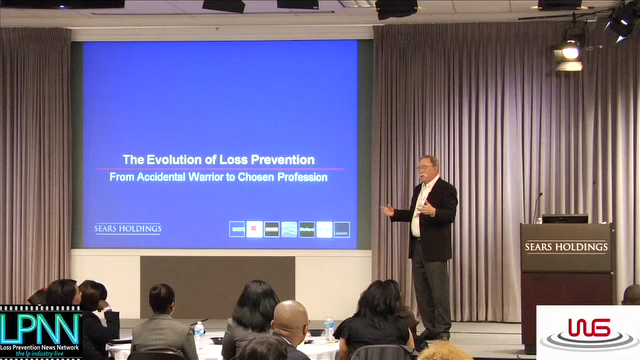 The Evolution of Loss Prevention
From Accidental Warrior to Chosen Profession
SEARS HOLDINGS
SEARS HOLDINGS
LPNN
Loss Prevention News Network
the lp industry live